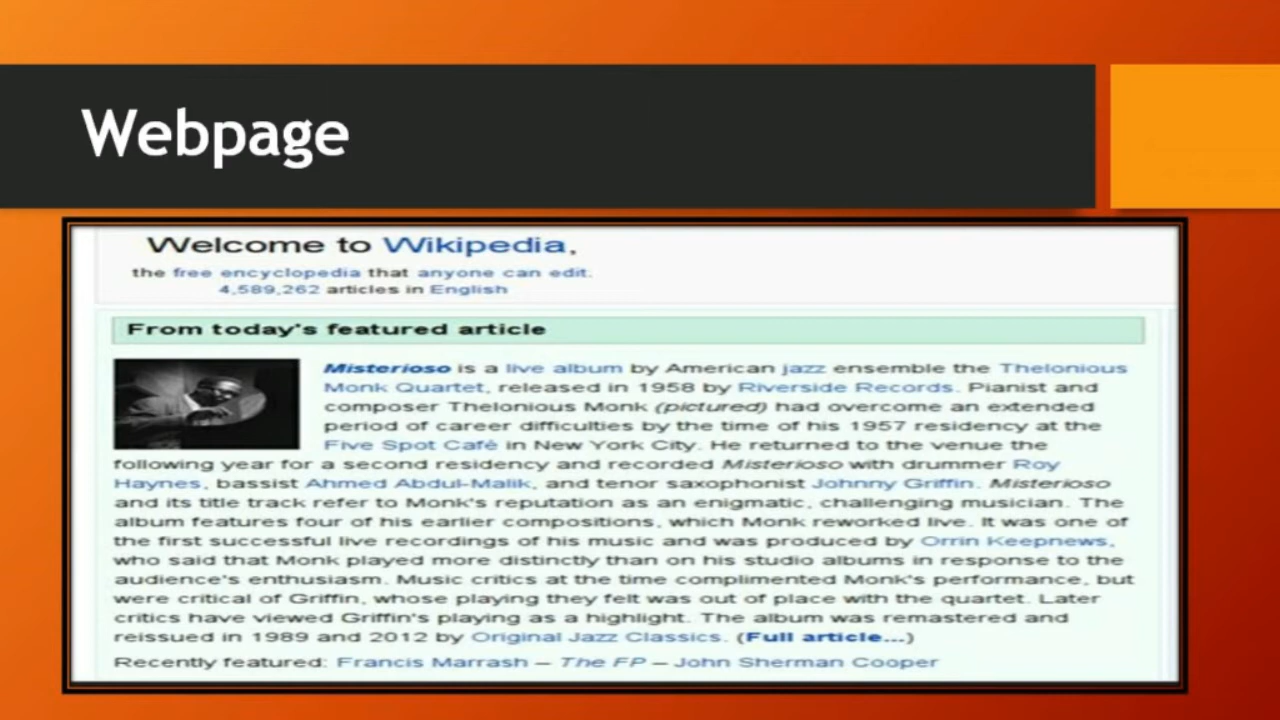 Webpage
Welcome to Wikipedia,
the free encyclopedia that anyone can edit.
4,589,262 articles in English
From today's featured article
Misterioso is a live album by American jazz ensemble the Thelonious
Monk Quartet, released in 1958 by Riverside Records. Pianist and
composer Thelonious Monk (pictured) had overcome an extended
period of career difficulties by the time of his 1957 residency at the
Five Spot Café in New York City. He returned to the venue the
following year for a second residency and recorded Misterioso with drummer Roy
Haynes, bassist Ahmed Abdul-Malik, and tenor saxophonist Johnny Griffin. Misterioso
and its title track refer to Monk's reputation as an enigmatic, challenging musician. The
album features four of his earlier compositions, which Monk reworked live. It was one of
the first successful live recordings of his music and was produced by Orrin Keepnews,
who said that Monk played more distinctly than on his studio albums in response to the
audience's enthusiasm. Music critics at the time complimented Monk's performance, but
were critical of Griffin, whose playing they felt was out of place with the quartet. Later
critics have viewed Griffin's playing as a highlight. The album was remastered and
reissued in 1989 and 2012 by Original Jazz Classics. (Full article...)
Recently featured: Francis Marrash – The FP – John Sherman Cooper